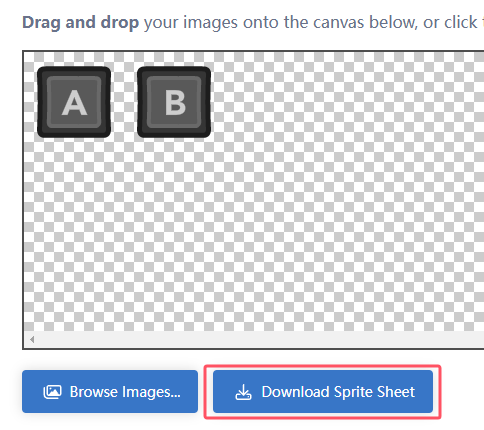 Drag and drop your images onto the canvas below, or click
A B
Browse Images... Download Sprite Sheet